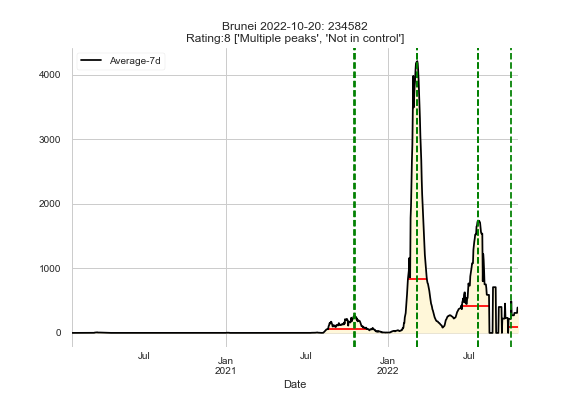 Brunei 2022-10-20: 234582
Rating:8 ['Multiple peaks', 'Not in control']
Average-7d
4000
3000
2000
1000
0
Jul
Jan
2021
Jul
Jan
2022
Jul
Date